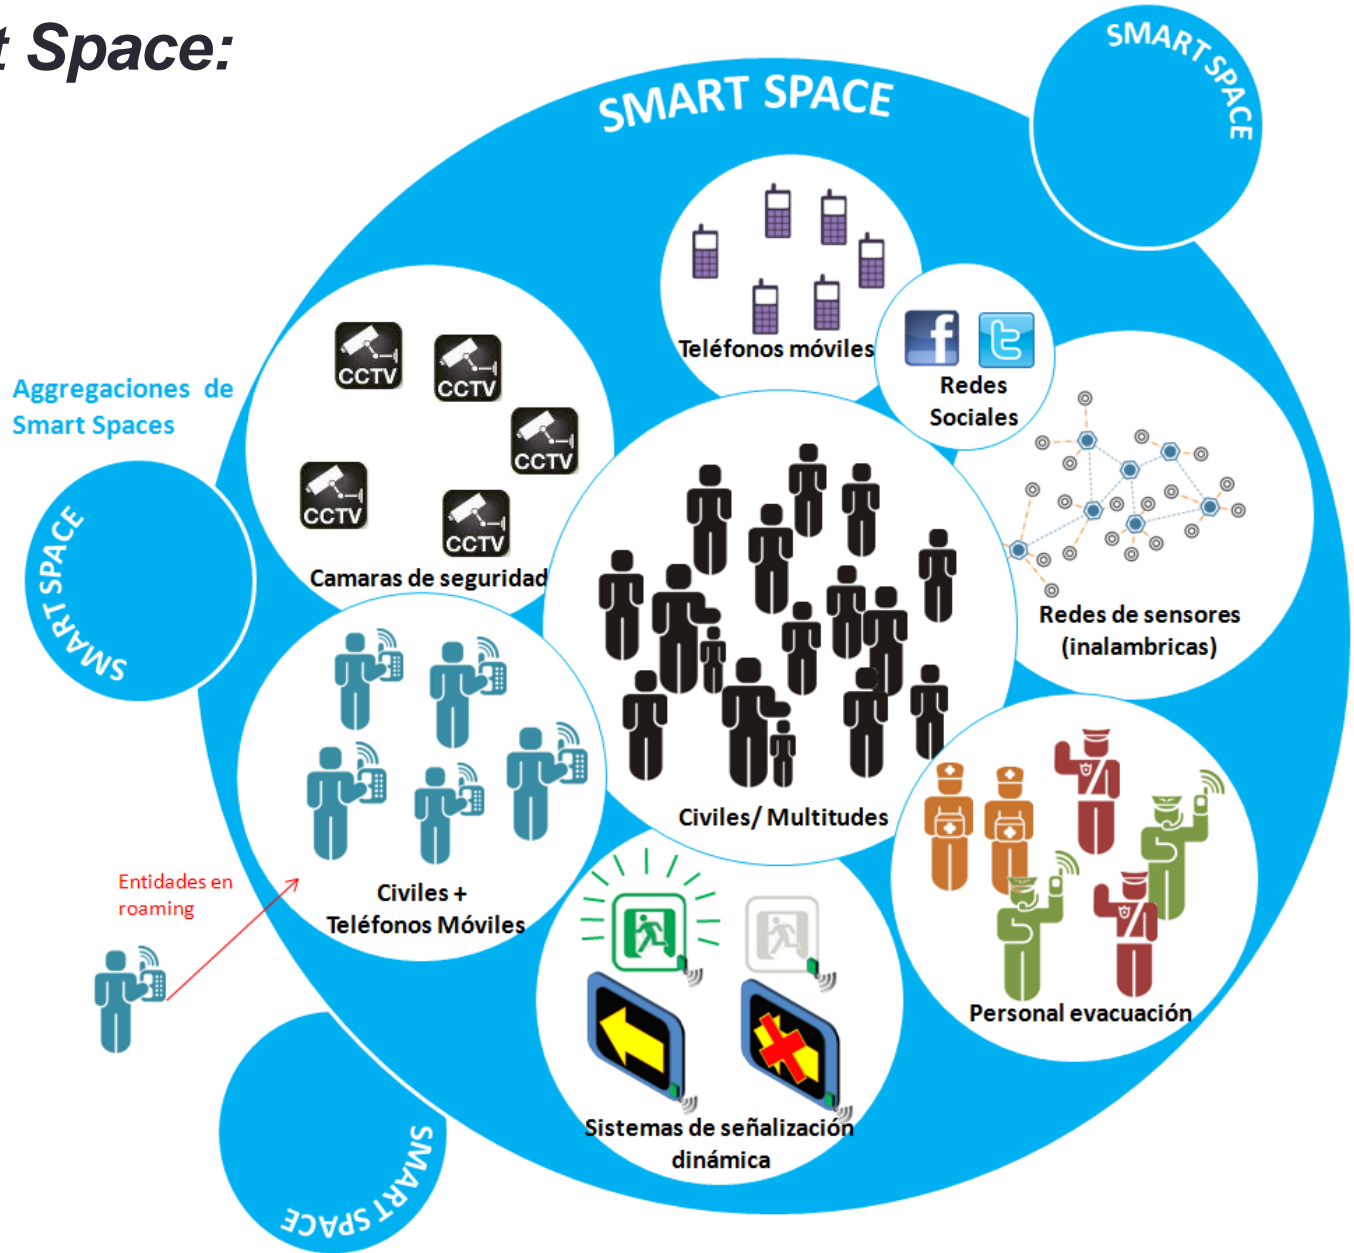 t Space:
SMART SPACE
SMART SPACE
Teléfonos móviles
f
t
Redes
Sociales
CCTV
CCTV
CCTV
CCTV
CCTV
Camaras de seguridad
Aggregaciones de
Smart Spaces
SMART SPACE
Redes de sensores
(inalambricas)
Civiles/ Multitudes
Civiles +
Teléfonos Móviles
Entidades en
roaming
Personal evacuación
Sistemas de señalización
dinámica
SMART SPACE